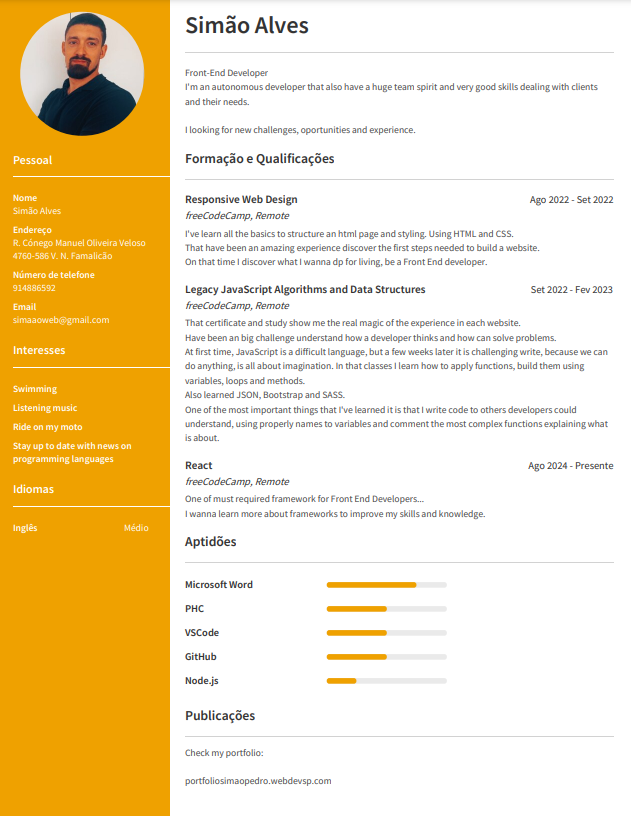 Simão Alves
Front-End Developer
I'm an autonomous developer that also have a huge team spirit and very good skills dealing with clients
and their needs.
I looking for new challenges, oportunities and experience.
Pessoal
Nome
Simão Alves
Endereço
R. Cónego Manuel Oliveira Veloso
4760-586 V. N. Famalicão
Número de telefone
914886592
Email
simaaoweb@gmail.com
Interesses
Swimming
Listening music
Ride on my moto
Stay up to date with news on
programming languages
Idiomas
Inglês Médio
Formação e Qualificações
Responsive Web Design Ago 2022 - Set 2022
freeCodeCamp, Remote
I've learn all the basics to structure an html page and styling. Using HTML and CSS.
That have been an amazing experience discover the first steps needed to build a website.
On that time I discover what I wanna dp for living, be a Front End developer.
Legacy JavaScript Algorithms and Data Structures Set 2022 - Fev 2023
freeCodeCamp, Remote
That certificate and study show me the real magic of the experience in each website.
Have been an big challenge understand how a developer thinks and how can solve problems.
At first time, JavaScript is a difficult language, but a few weeks later it is challenging write, because we can
do anything, is all about imagination. In that classes I learn how to apply functions, build them using
variables, loops and methods.
Also learned JSON, Bootstrap and SASS.
One of the most important things that I've learned it is that I write code to others developers could
understand, using properly names to variables and comment the most complex functions explaining what
is about.
React Ago 2024 - Presente
freeCodeCamp, Remote
One of must required framework for Front End Developers...
I wanna learn more about frameworks to improve my skills and knowledge.
Aptidões
Microsoft Word
PHC
VSCode
GitHub
Node.js
Publicações
Check my portfolio:
portfoliosimaopedro.webdevsp.com